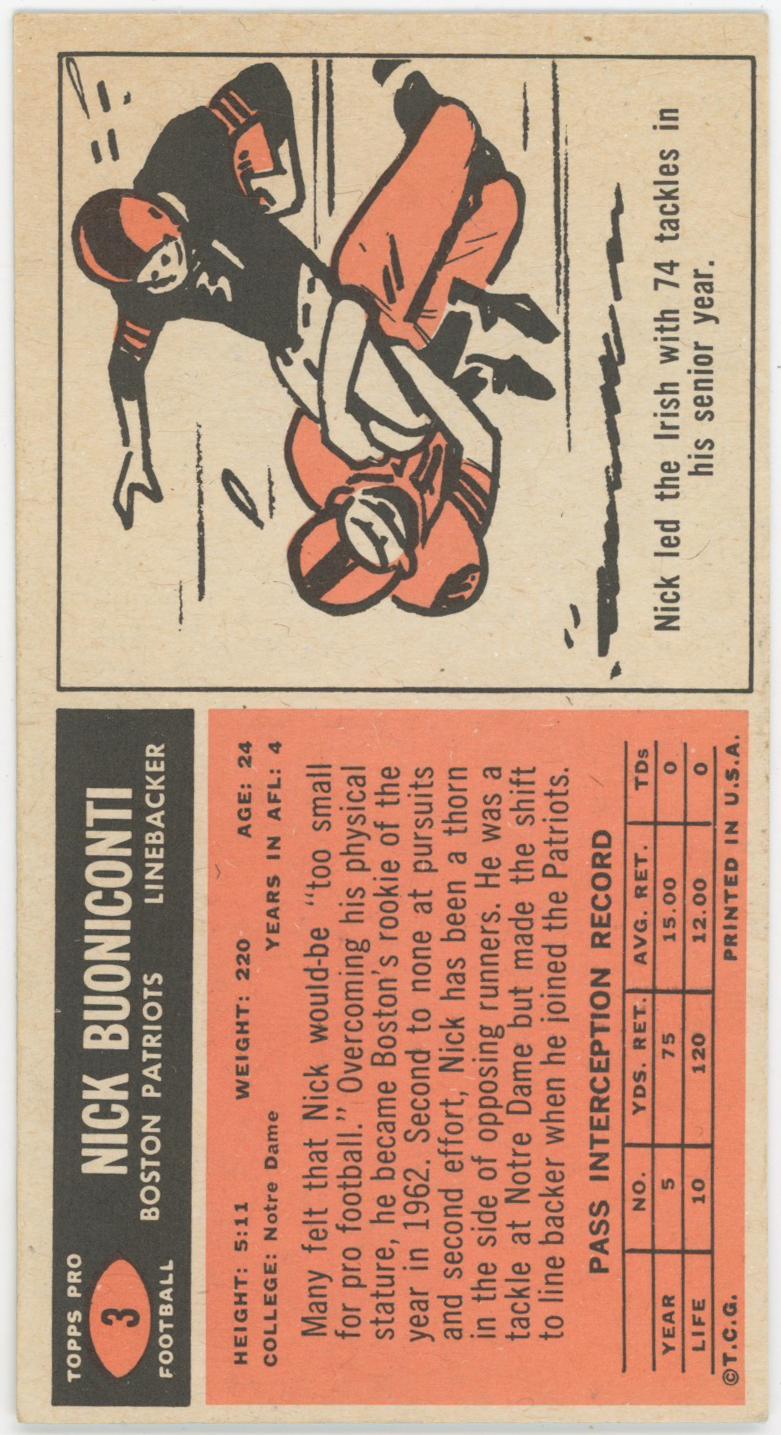 TOPPS PRO
3
FOOTBALL
NICK BUONICONTI
BOSTON PATRIOTS LINEBACKER
HEIGHT: 5:11 WEIGHT: 220 AGE: 24
COLLEGE: Notre Dame YEARS IN AFL: 4
Many felt that Nick would-be "too small
for pro football." Overcoming his physical
stature, he became Boston's rookie of the
year in 1962. Second to none at pursuits
and second effort, Nick has been a thorn
in the side of opposing runners. He was a
tackle at Notre Dame but made the shift
to line backer when he joined the Patriots.
PASS INTERCEPTION RECORD
NO. YDS. RET. AVG. RET. TDs
YEAR 5 75 15.00 0
LIFE 10 120 12.00 0
©T.C.G. PRINTED IN U.S.A.
Nick led the Irish with 74 tackles in
his senior year.